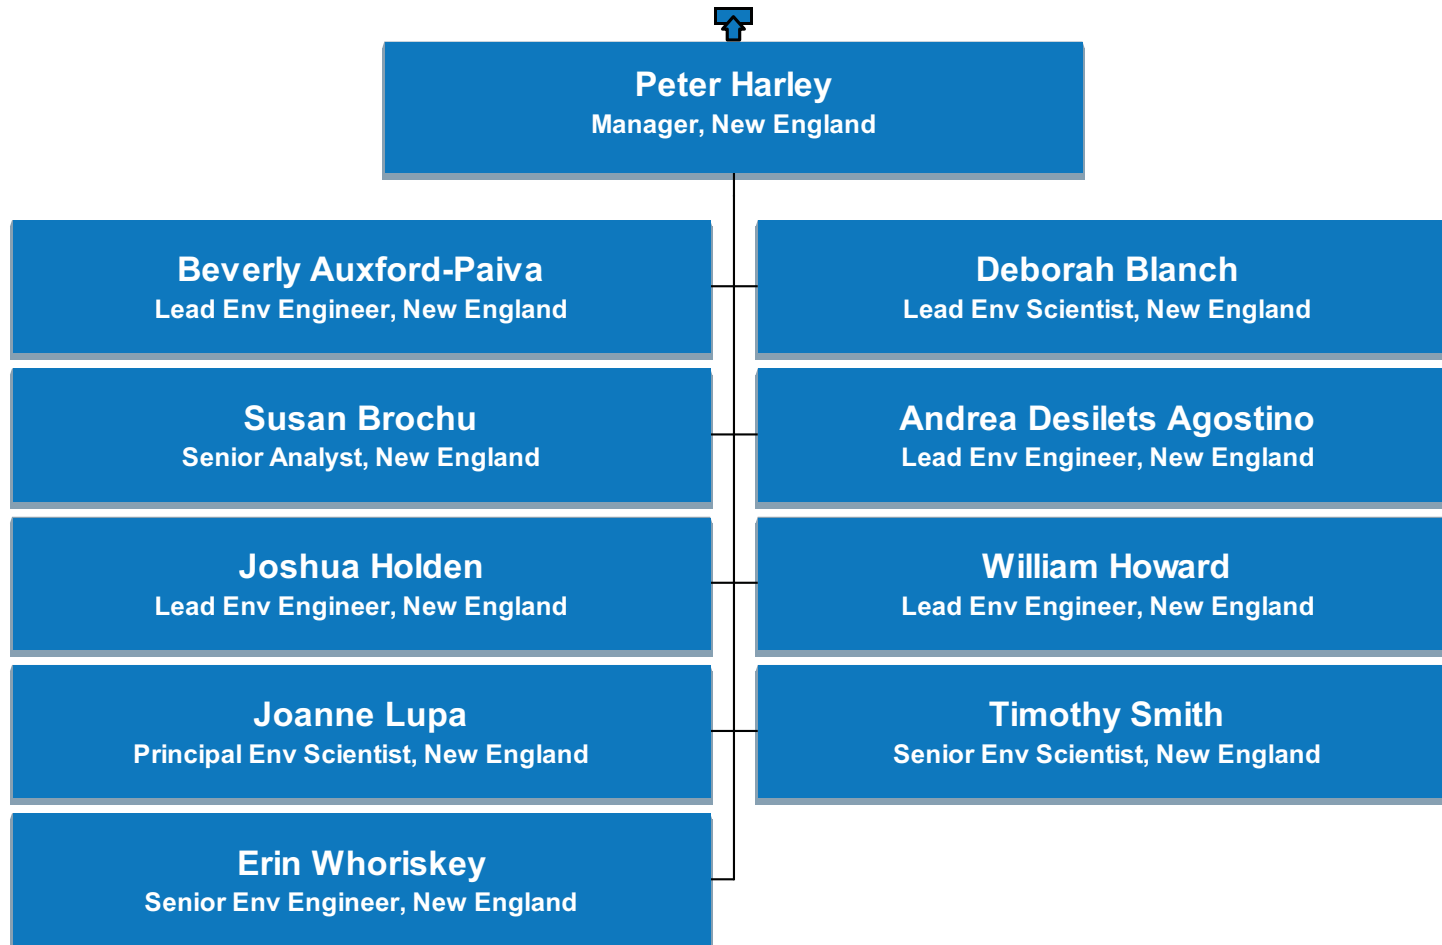 Peter Harley
Manager, New England
Beverly Auxford-Paiva
Lead Env Engineer, New England
Deborah Blanch
Lead Env Scientist, New England
Susan Brochu
Senior Analyst, New England
Andrea Desilets Agostino
Lead Env Engineer, New England
Joshua Holden
Lead Env Engineer, New England
William Howard
Lead Env Engineer, New England
Joanne Lupa
Principal Env Scientist, New England
Timothy Smith
Senior Env Scientist, New England
Erin Whoriskey
Senior Env Engineer, New England